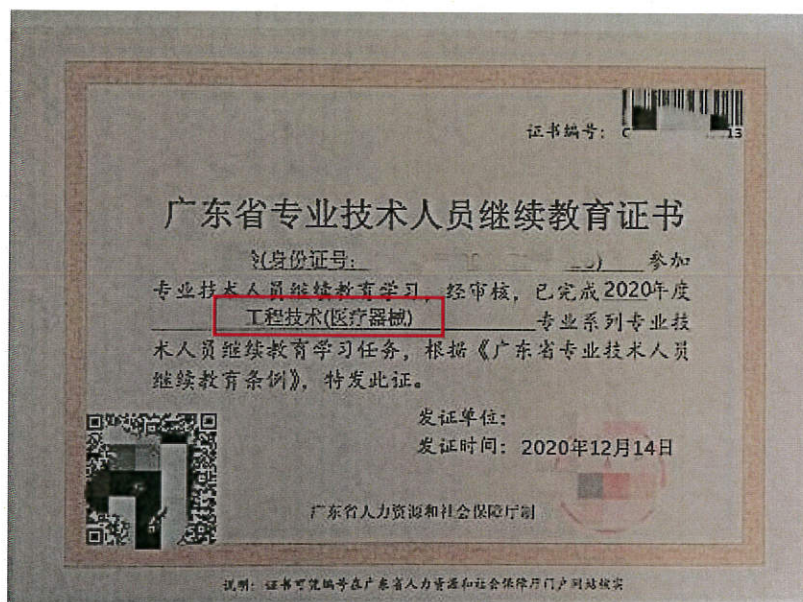 证书编号： C 13
广东省专业技术人员继续教育证书
(身份证号： ) 参加
专业技术人员继续教育学习，经审核，已完成2020年度
工程技术(医疗器械) 专业系列专业技
术人员继续教育学习任务，根据《广东省专业技术人员
继续教育条例》，特发此证。
发证单位：
发证时间： 2020年12月14日
广东省人力资源和社会保障厅制
说明：证书可凭编号在广东省人力资源和社会保障厅门户网站核实